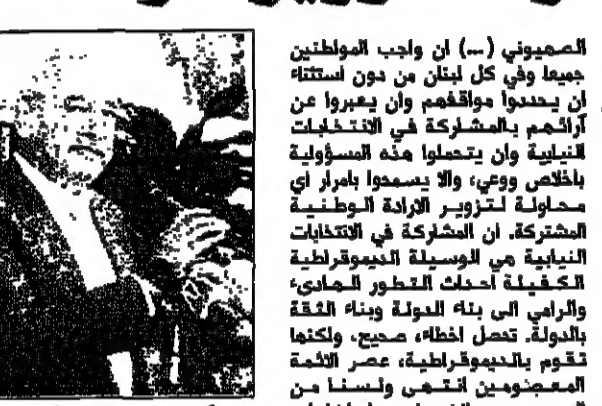 الصهيوني (...) ان واجب المواطنين
جميعا وفي كل لبنان من دون استثناء
ان يحددوا مواقفهم وان يعبروا عن
آرائهم بالمشاركة في الانتخابات
النيابية وان يتحملوا هذه المسؤولية
باخلاص ووعي، والا يسمحوا بامرار اي
محاولة لتزوير الارادة الوطنية
المشتركة. ان المشاركة في الانتخابات
النيابية هي الوسيلة الديموقراطية
الكفيلة احداث التطور الهادىء
والرامي الى بناء الدولة وبناء الثقة
بالدولة. تحصل اخطاء، صحيح، ولكنها
تقوم بالديموقراطية، عصر الائمة
المعصومين انتهى ولسنا من